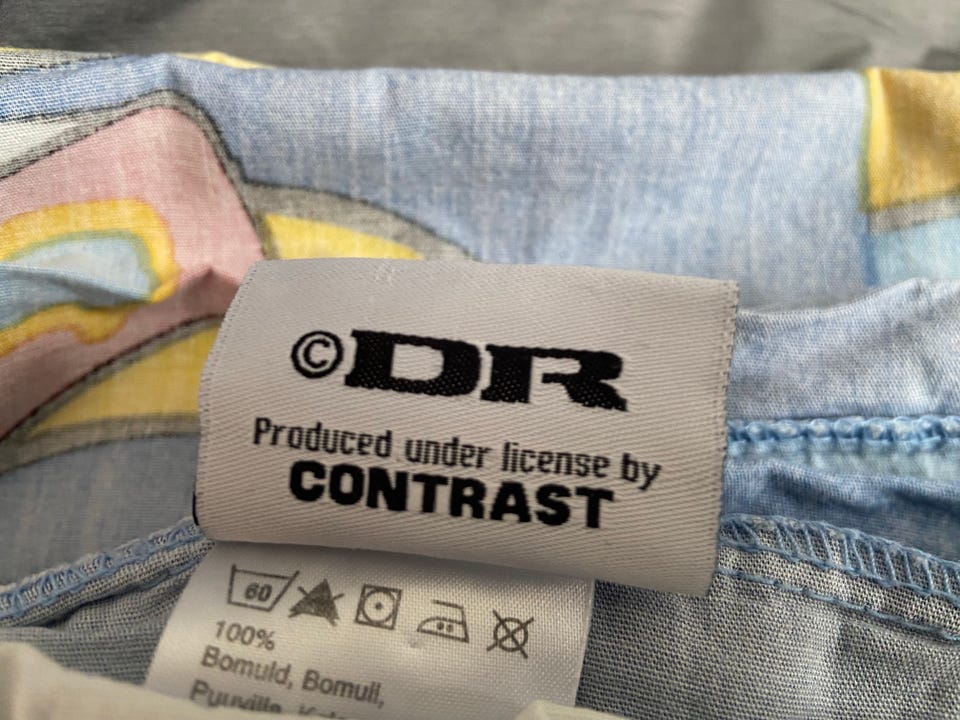 ©DR
Produced under license by
CONTRAST
60
100%
Bomuld, Bomull,